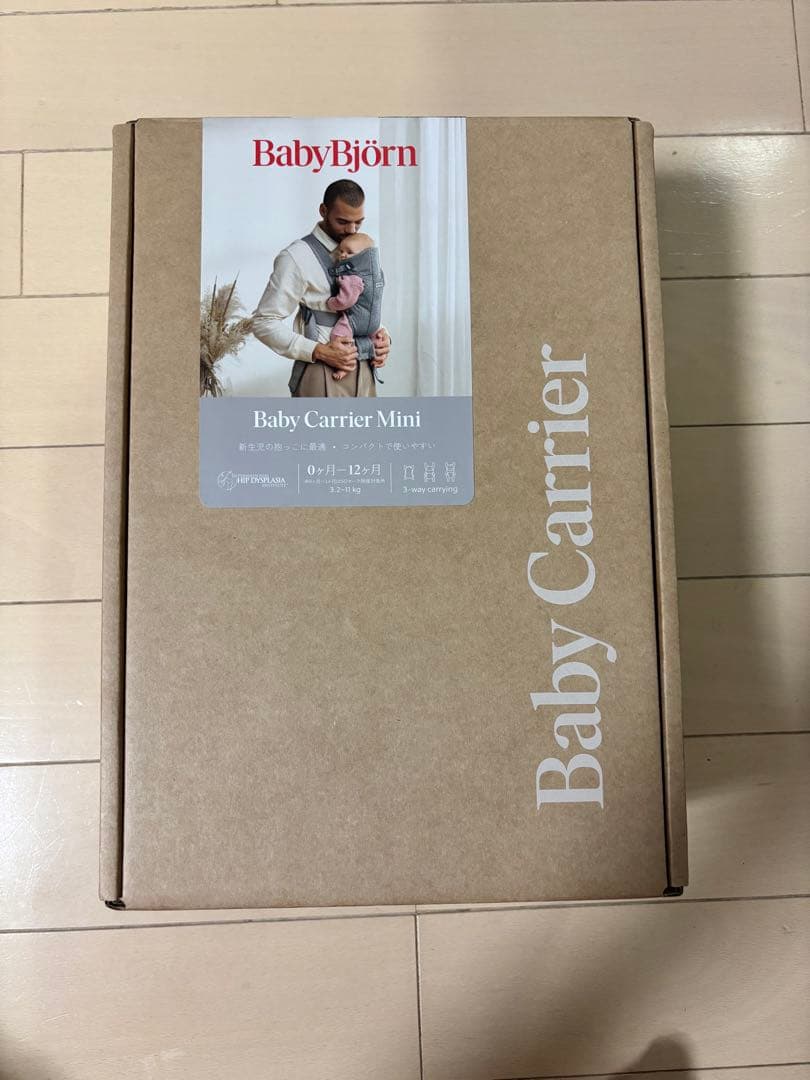 BabyBjörn
Baby Carrier Mini
新生児の抱っこに最適 • コンパクトで使いやすい
HIP DYSPLASIA
0ヶ月ー12ヶ月
3.2–11 kg
3-way carrying
Baby Carrier